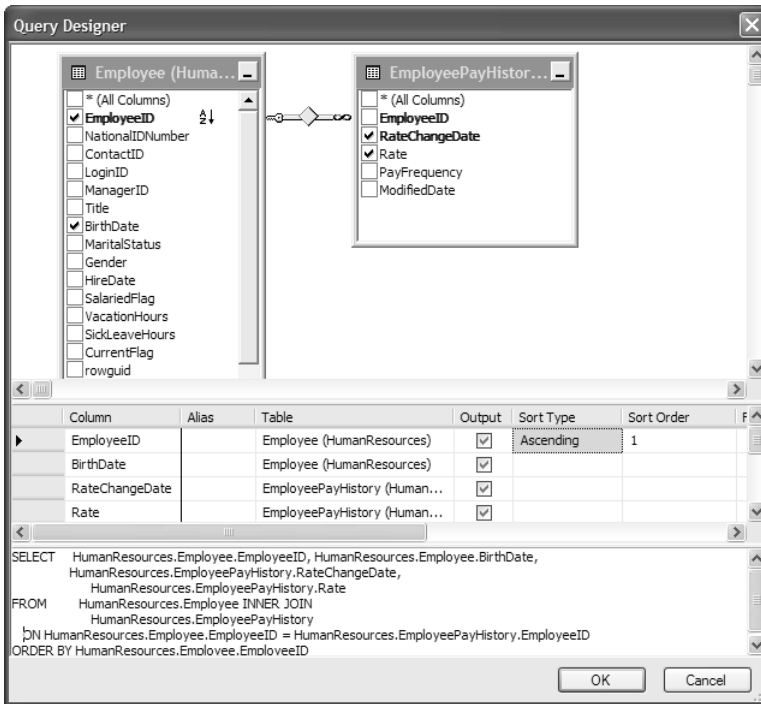 Query Designer
Employee (Huma...
* (All Columns)
EmployeeID
NationalIDNumber
ContactID
LoginID
ManagerID
Title
BirthDate
MaritalStatus
Gender
HireDate
SalariedFlag
VacationHours
SickLeaveHours
CurrentFlag
rowguid
EmployeePayHistor...
* (All Columns)
EmployeeID
RateChangeDate
Rate
PayFrequency
ModifiedDate
Column Alias Table Output Sort Type Sort Order F
EmployeeID Employee (HumanResources) Ascending 1
BirthDate Employee (HumanResources)
RateChangeDate EmployeePayHistory (Human...
Rate EmployeePayHistory (Human...
SELECT HumanResources.Employee.EmployeeID, HumanResources.Employee.BirthDate,
HumanResources.EmployeePayHistory.RateChangeDate,
HumanResources.EmployeePayHistory.Rate
FROM HumanResources.Employee INNER JOIN
HumanResources.EmployeePayHistory
ON HumanResources.Employee.EmployeeID = HumanResources.EmployeePayHistory.EmployeeID
ORDER BY HumanResources.Employee.EmployeeID
OK Cancel